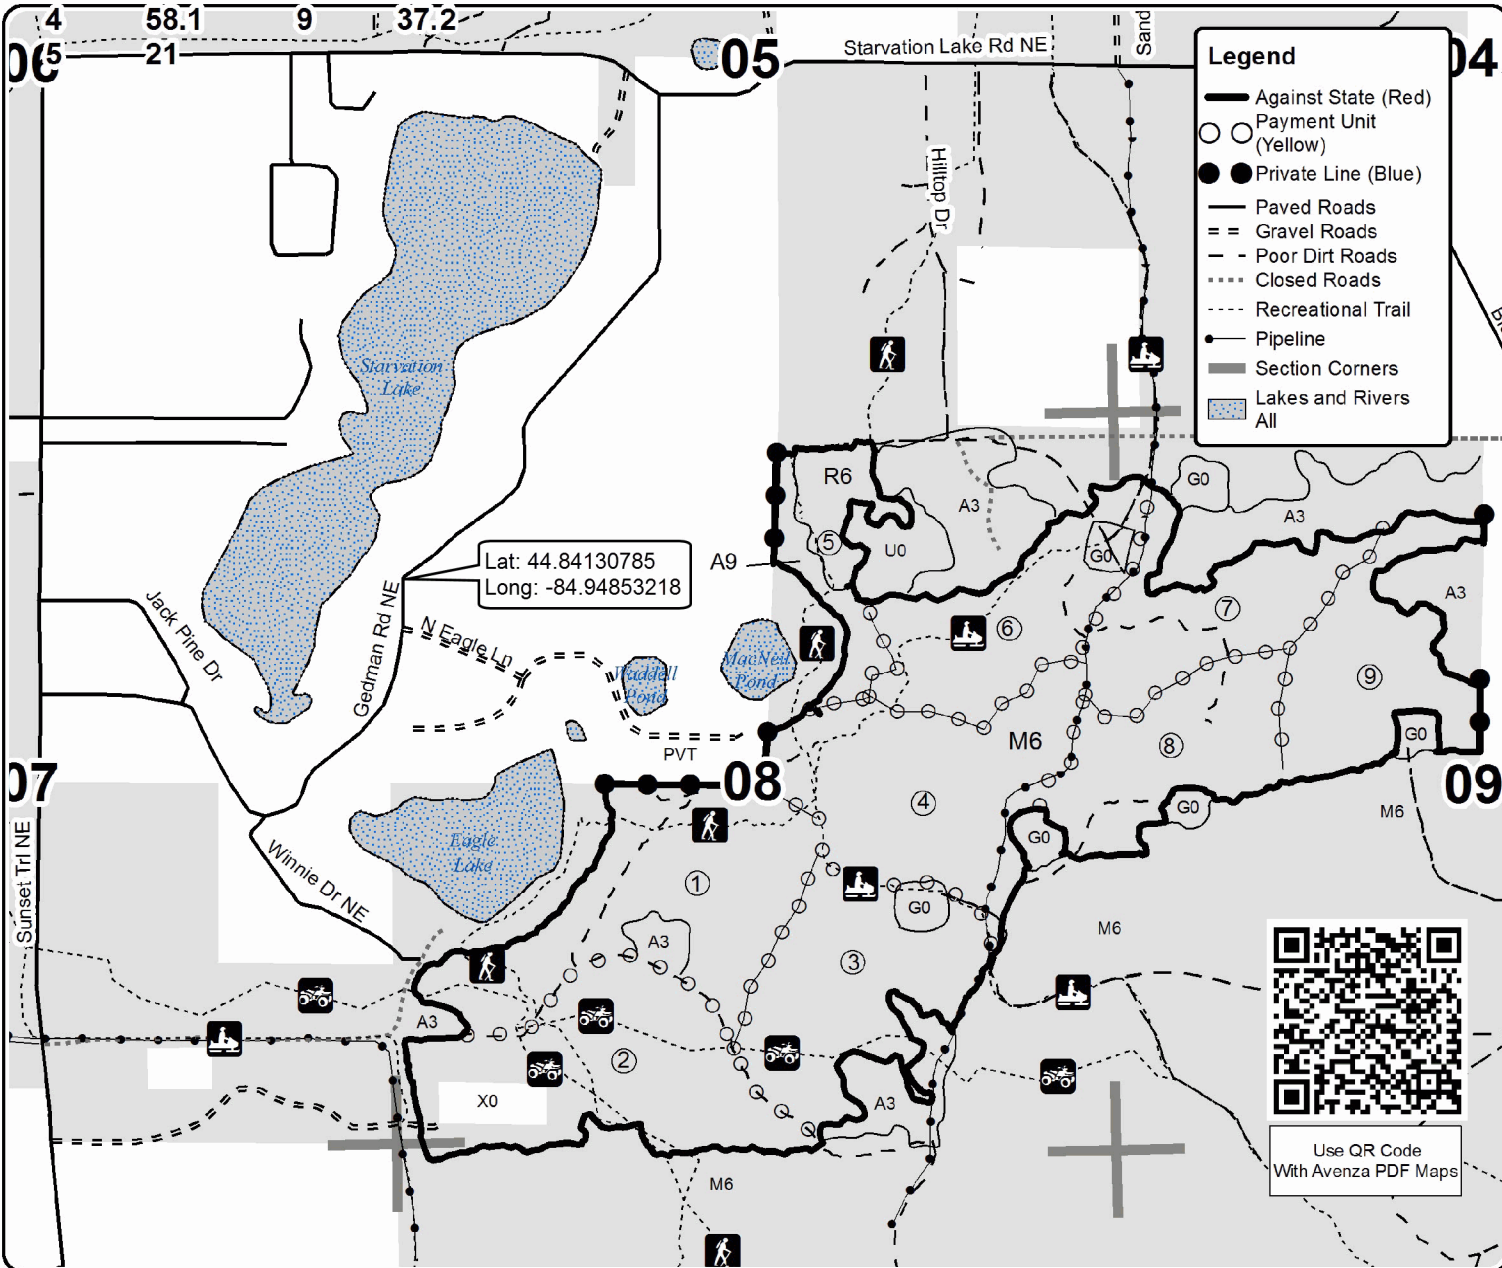 4 58.1 9 37.2
5 21
06
05
04
Starvation Lake Rd NE
Sand
Legend
Against State (Red)
Payment Unit
(Yellow)
Private Line (Blue)
Paved Roads
Gravel Roads
Poor Dirt Roads
Closed Roads
Recreational Trail
Pipeline
Section Corners
Lakes and Rivers
All
Hilltop Dr
Starvation
Lake
R6
A3
G0
A3
5
U0
G0
A9
Lat: 44.84130785
Long: -84.94853218
Jack Pine Dr
Gedman Rd NE
N Eagle Ln
Waddell
Pond
MacNeil
Pond
6
7
A3
9
PVT
M6
8
G0
07
08
09
4
G0
M6
G0
Sunset Trl NE
Winnie Dr NE
Eagle
Lake
1
G0
A3
3
M6
A3
2
X0
A3
M6
Use QR Code
With Avenza PDF Maps